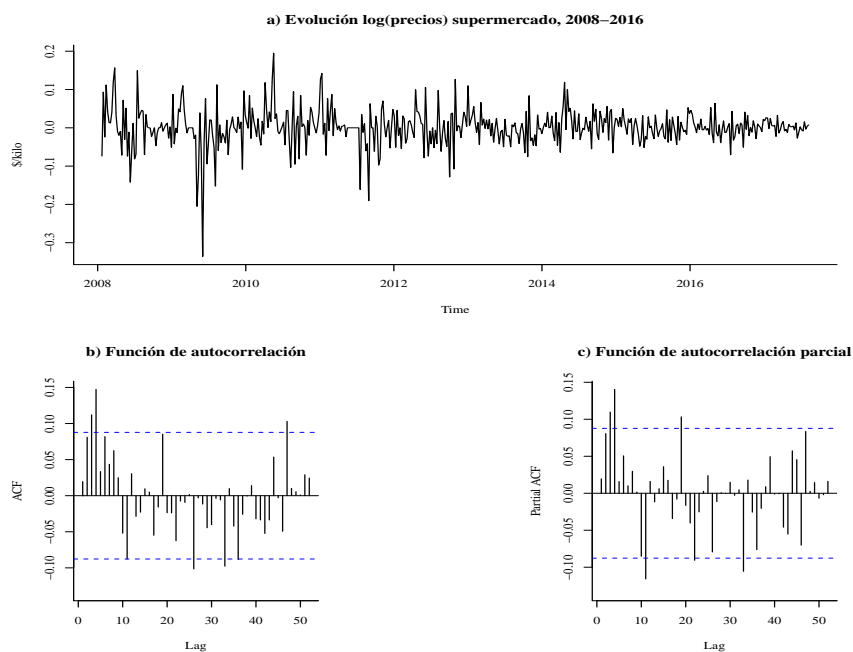 a) Evolución log(precios) supermercado, 2008−2016
$/kilo
0.2
0.1
0.0
−0.1
−0.2
−0.3
2008 2010 2012 2014 2016
Time
b) Función de autocorrelación
ACF
0.15
0.10
0.05
0.00
−0.05
−0.10
0 10 20 30 40 50
Lag
c) Función de autocorrelación parcial
Partial ACF
0.15
0.10
0.05
0.00
−0.05
−0.10
0 10 20 30 40 50
Lag